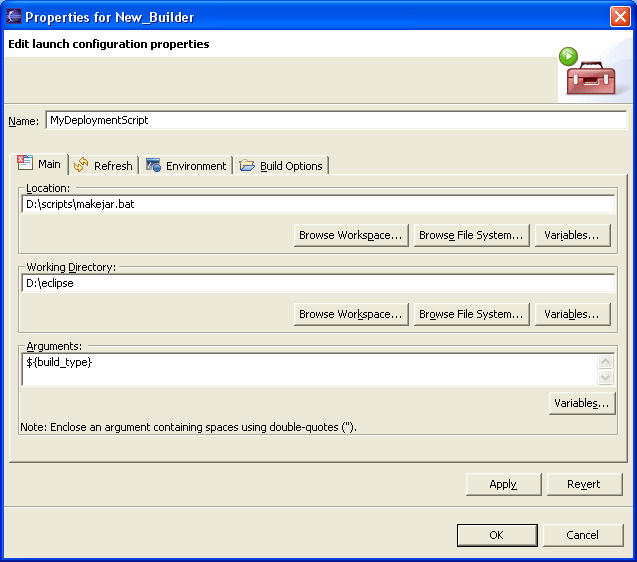 Properties for New_Builder
Edit launch configuration properties
Name: MyDeploymentScript
Main Refresh Environment Build Options
Location:
D:\scripts\makejar.bat
Browse Workspace... Browse File System... Variables...
Working Directory:
D:\eclipse
Browse Workspace... Browse File System... Variables...
Arguments:
${build_type}
Variables...
Note: Enclose an argument containing spaces using double-quotes (").
Apply Revert
OK Cancel